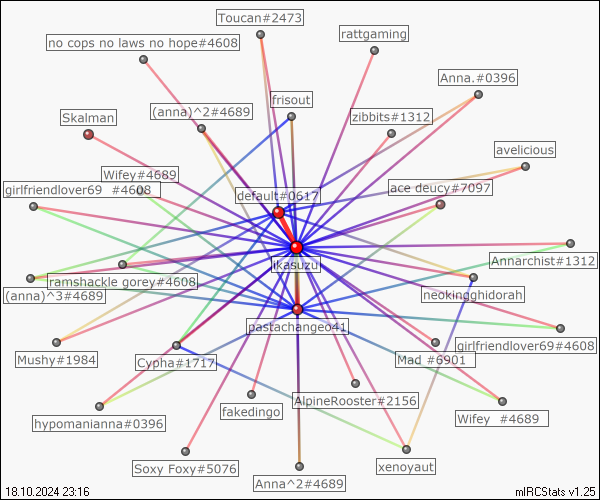 Toucan#2473
rattgaming
no cops no laws no hope#4608
Anna.#0396
frisout
(anna)^2#4689
zibbits#1312
Skalman
avelicious
Wifey#4689
girlfriendlover69 #4608
ace deucy#7097
default#0617
Annarchist#1312
ikasuzu
ramshackle gorey#4608
(anna)^3#4689
neokingghidorah
pastachangeo41
girlfriendlover69#4608
Mushy#1984
Cypha#1717
Mad_#6901
AlpineRooster#2156
fakedingo
hypomanianna#0396
Wifey #4689
Soxy Foxy#5076
xenoyaut
Anna^2#4689
18.10.2024 23:16
mIRCStats v1.25